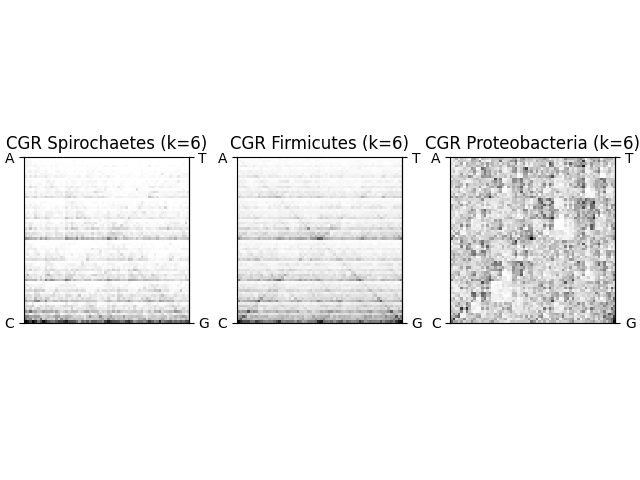 CGR Spirochaetes (k=6)
CGR Firmicutes (k=6)
CGR Proteobacteria (k=6)
A T
A T
A T
C G
C G
C G